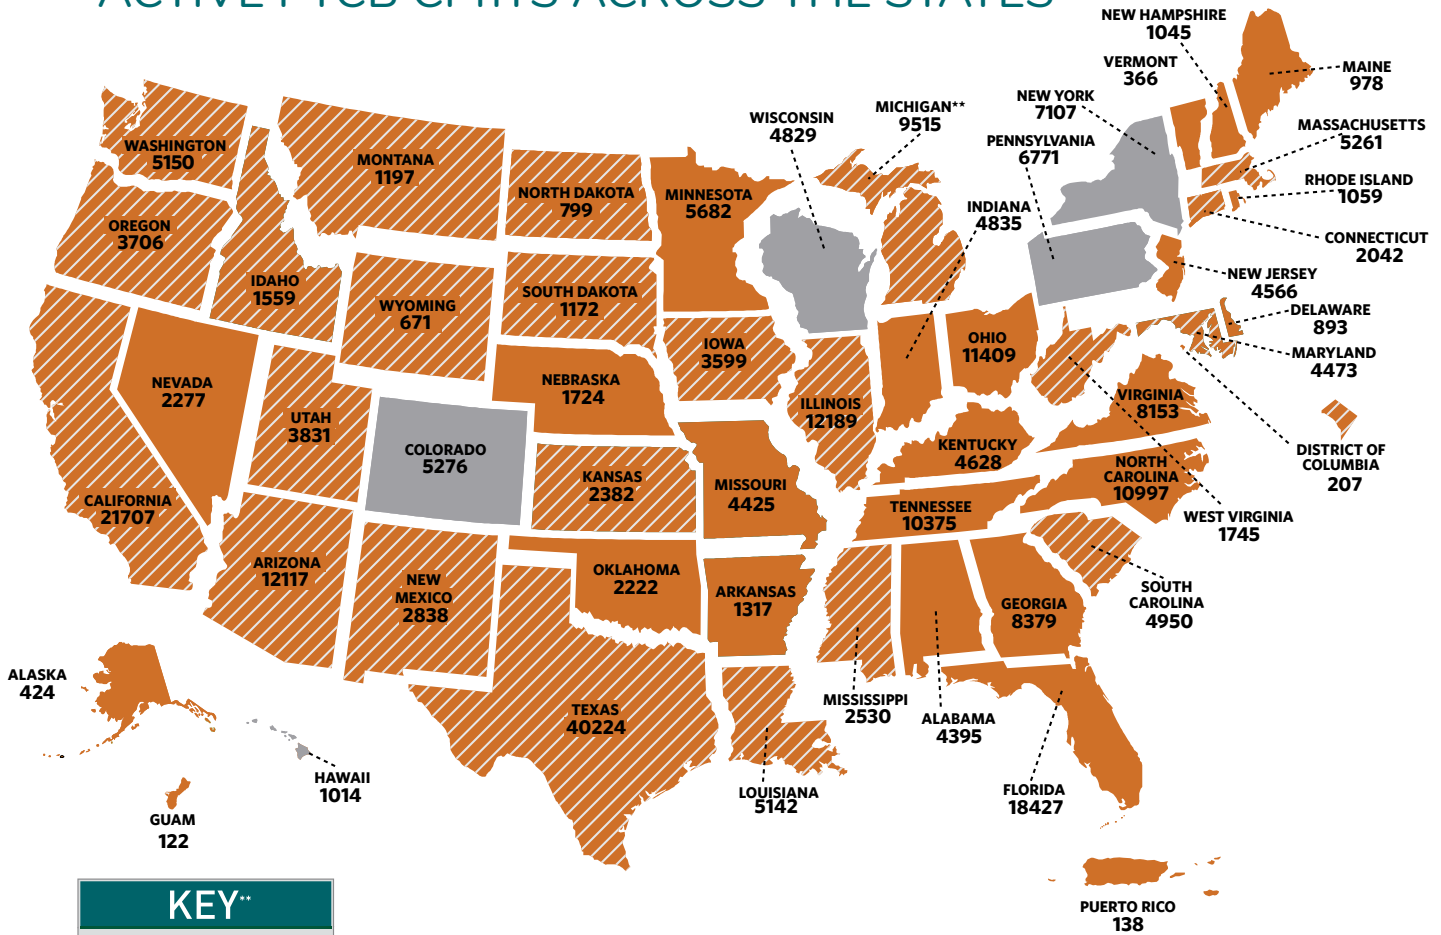 ACTIVE PTCB CPHTS ACROSS THE STATES
NEW HAMPSHIRE
1045
VERMONT
366
MAINE
978
NEW YORK
7107
MASSACHUSETTS
5261
PENNSYLVANIA
6771
RHODE ISLAND
1059
MICHIGAN**
9515
WISCONSIN
4829
INDIANA
4835
CONNECTICUT
2042
NEW JERSEY
4566
DELAWARE
893
MARYLAND
4473
WASHINGTON
5150
MONTANA
1197
NORTH DAKOTA
799
MINNESOTA
5682
OREGON
3706
IDAHO
1559
WYOMING
671
SOUTH DAKOTA
1172
IOWA
3599
OHIO
11409
NEVADA
2277
UTAH
3831
COLORADO
5276
NEBRASKA
1724
ILLINOIS
12189
VIRGINIA
8153
KENTUCKY
4628
DISTRICT OF
COLUMBIA
207
CALIFORNIA
21707
KANSAS
2382
MISSOURI
4425
NORTH
CAROLINA
10997
TENNESSEE
10375
WEST VIRGINIA
1745
ARIZONA
12117
NEW
MEXICO
2838
OKLAHOMA
2222
ARKANSAS
1317
GEORGIA
8379
SOUTH
CAROLINA
4950
ALASKA
424
TEXAS
40224
MISSISSIPPI
2530
ALABAMA
4395
HAWAII
1014
LOUISIANA
5142
FLORIDA
18427
GUAM
122
PUERTO RICO
138
KEY**